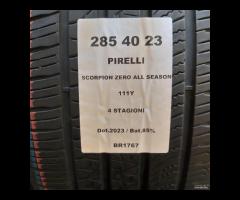 285 40 23
PIRELLI
SCORPION ZERO ALL SEASON
111Y
4 STAGIONI
Dot.2023 / Bat.85%
BR1767